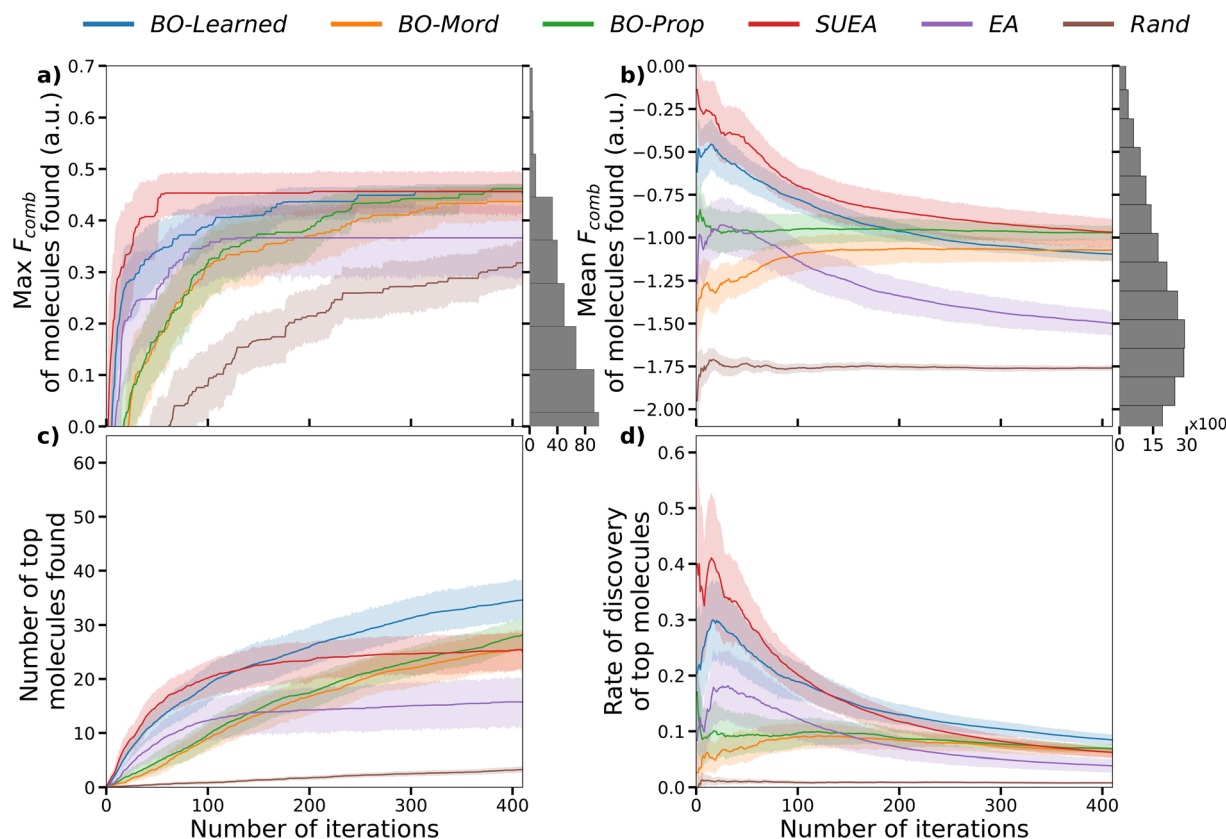 BO-Learned BO-Mord BO-Prop SUEA EA Rand
a)
Max F_comb
of molecules found (a.u.)
0.7
0.6
0.5
0.4
0.3
0.2
0.1
0.0
0 40 80
b)
Mean F_comb
of molecules found (a.u.)
0.00
−0.25
−0.50
−0.75
−1.00
−1.25
−1.50
−1.75
−2.00
0 15 30
x100
c)
Number of top
molecules found
60
50
40
30
20
10
0
0 100 200 300 400
Number of iterations
d)
Rate of discovery
of top molecules
0.6
0.5
0.4
0.3
0.2
0.1
0.0
0 100 200 300 400
Number of iterations